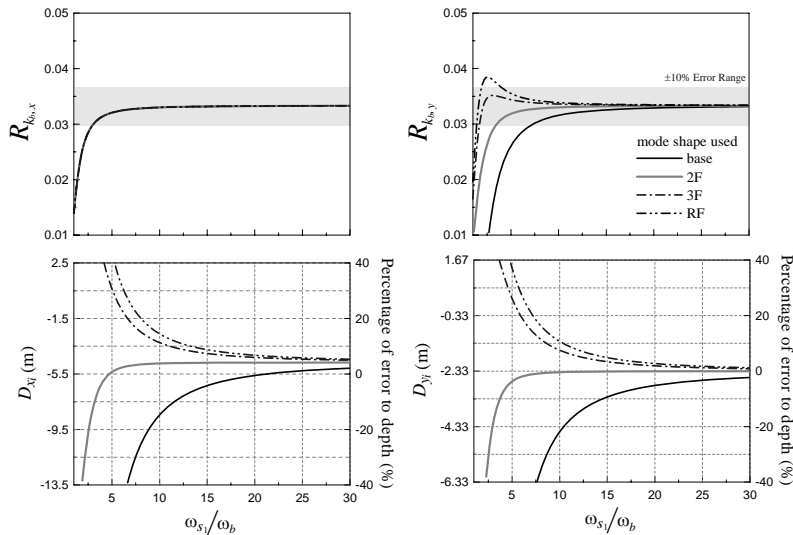 0.05
0.04
0.03
0.02
0.01
R_{k_b,x}
0.05
0.04
0.03
0.02
0.01
R_{k_b,y}
±10% Error Range
mode shape used
base
2F
3F
RF
2.5
-1.5
-5.5
-9.5
-13.5
D_{x_i} (m)
40
20
0
-20
-40
Percentage of error to depth (%)
5 10 15 20 25 30
ω_{s_1}/ω_b
1.67
-0.33
-2.33
-4.33
-6.33
D_{y_i} (m)
40
20
0
-20
-40
Percentage of error to depth (%)
5 10 15 20 25 30
ω_{s_1}/ω_b